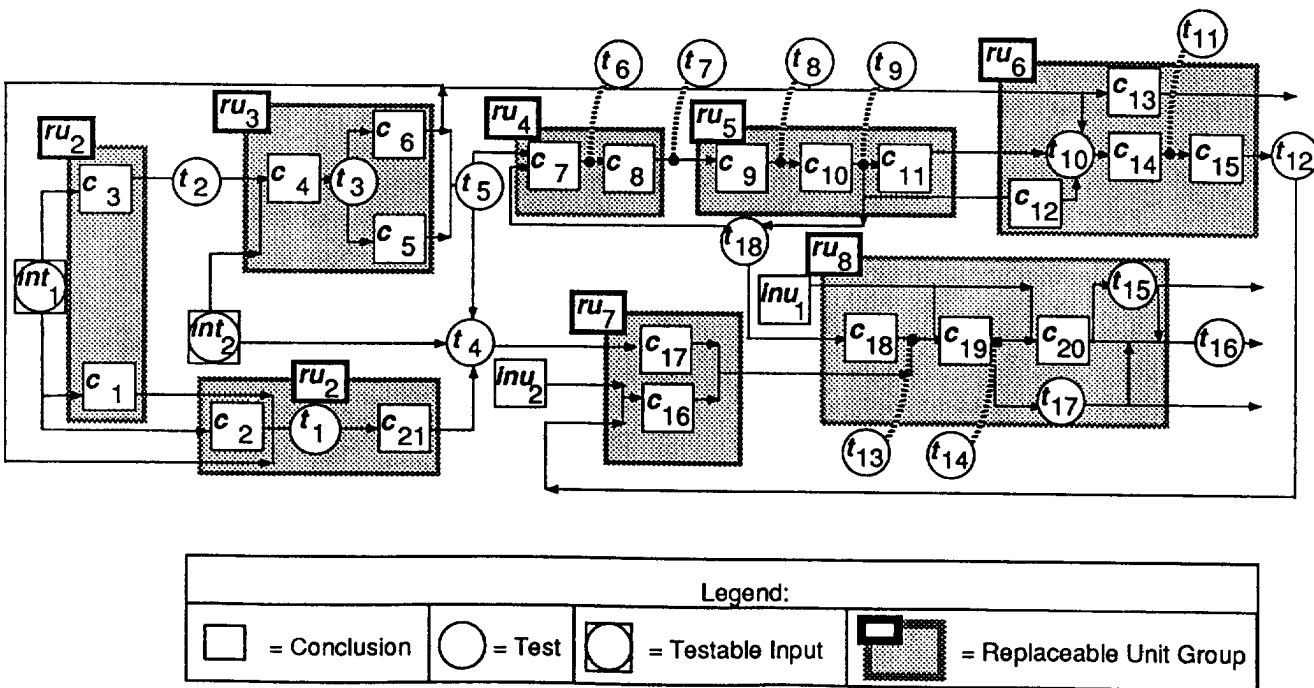 t11
t6
t7
t8
t9
ru6
ru3
c6
ru4
ru5
c13
ru2
c3
t2
c4
t3
t5
c7
c8
c9
c10
c11
t10
c14
c15
t12
c5
c12
t18
int1
int2
ru7
inu1
ru8
t15
t4
c17
c18
c19
c20
t16
c1
ru2
inu2
c16
t17
c2
t1
c21
t13
t14
Legend:
= Conclusion
= Test
= Testable Input
= Replaceable Unit Group